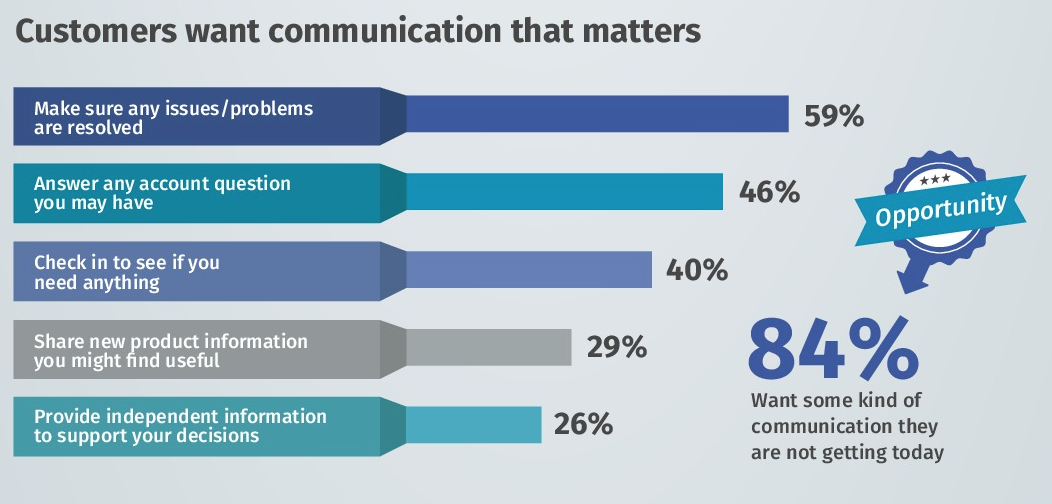 Customers want communication that matters
Make sure any issues/problems
are resolved
59%
Answer any account question
you may have
46%
Check in to see if you
need anything
40%
Share new product information
you might find useful
29%
Provide independent information
to support your decisions
26%
Opportunity
84%
Want some kind of
communication they
are not getting today